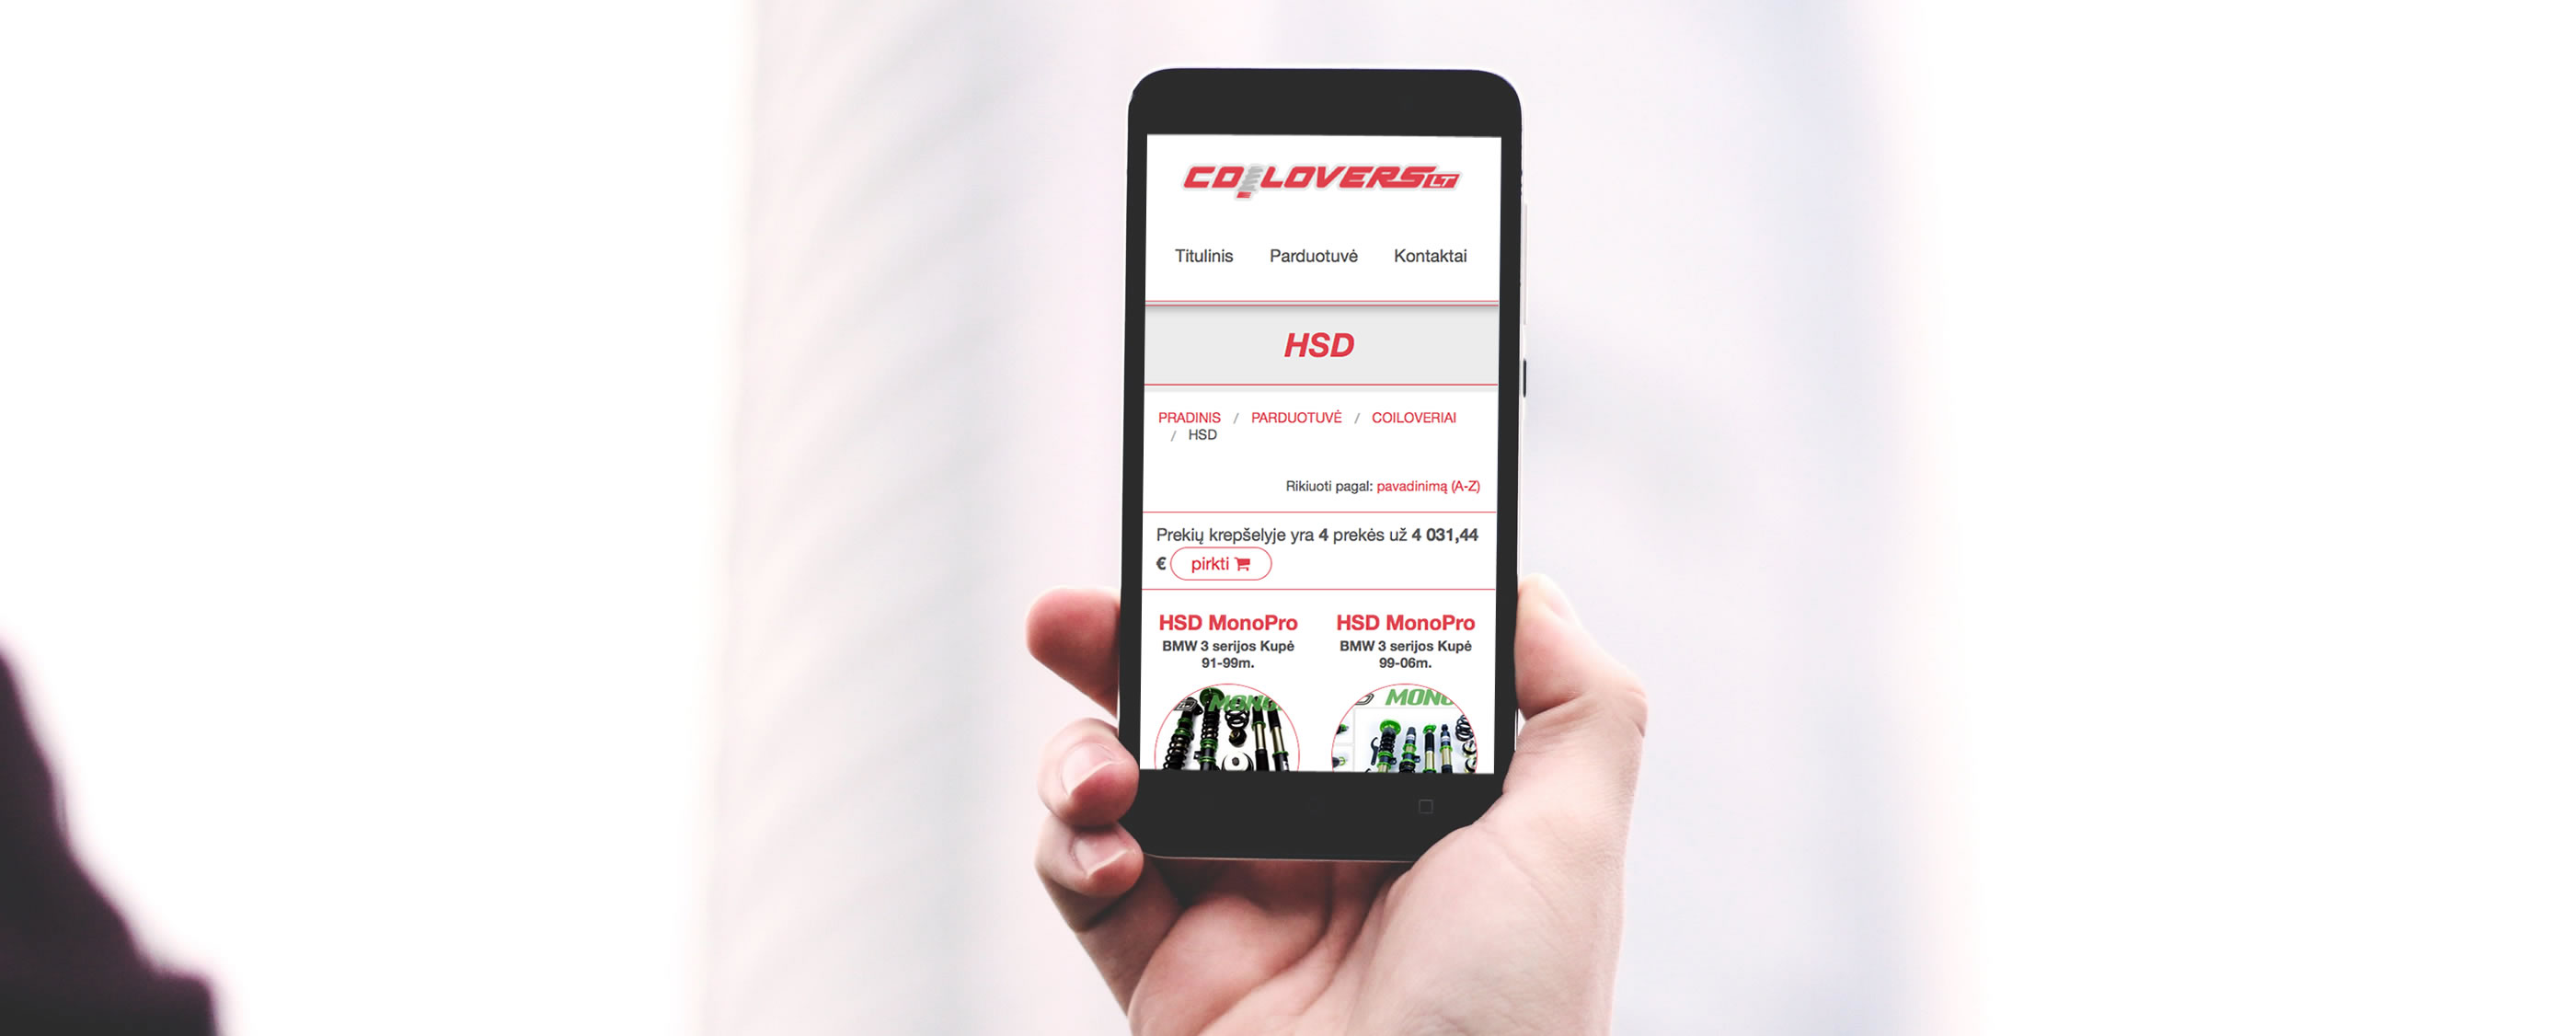 COILOVERS LT
Titulinis Parduotuvė Kontaktai
HSD
PRADINIS / PARDUOTUVĖ / COILOVERIAI
/ HSD
Rikiuoti pagal: pavadinimą (A-Z)
Prekių krepšelyje yra 4 prekės už 4 031,44
€ pirkti
HSD MonoPro HSD MonoPro
BMW 3 serijos Kupė BMW 3 serijos Kupė
91-99m. 99-06m.